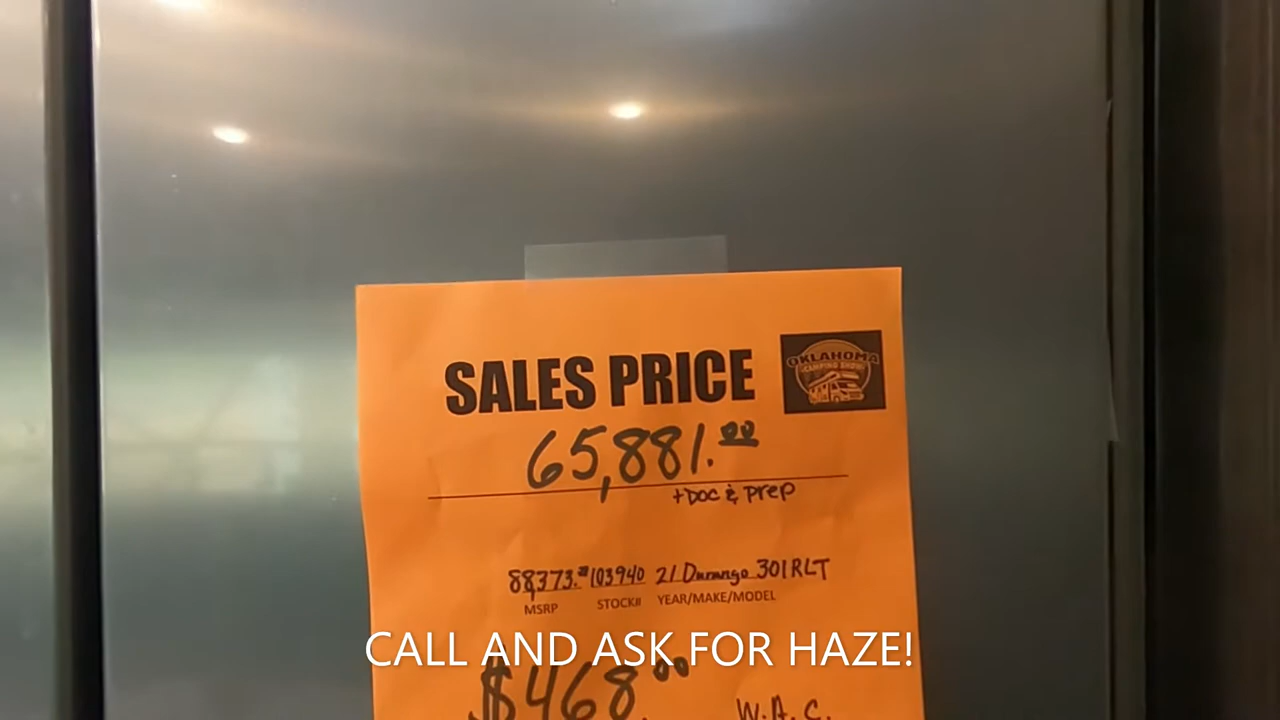 SALES PRICE
OKLAHOMA
CAMPING SHOW
65,881.00
+DOC & Prep
88,373.00 103940 21 Durango 301RLT
MSRP STOCK# YEAR/MAKE/MODEL
CALL AND ASK FOR HAZE!
$468.00 W.A.C.